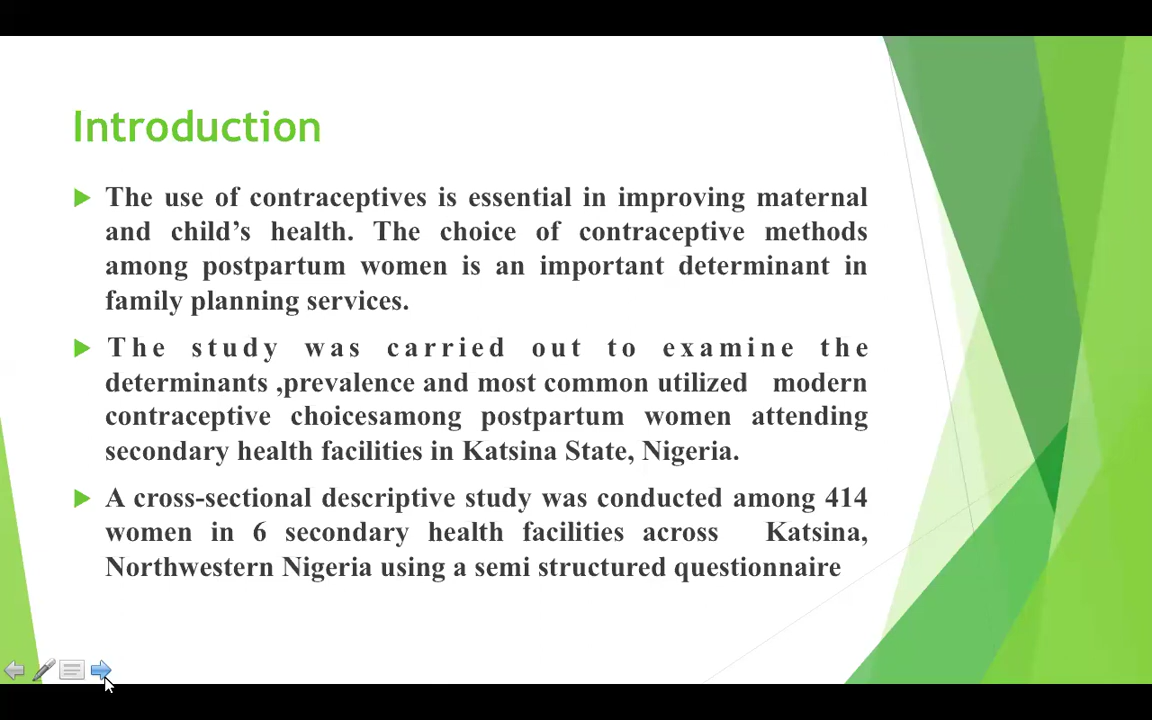 Introduction
The use of contraceptives is essential in improving maternal
and child’s health. The choice of contraceptive methods
among postpartum women is an important determinant in
family planning services.
The study was carried out to examine the
determinants ,prevalence and most common utilized modern
contraceptive choicesamong postpartum women attending
secondary health facilities in Katsina State, Nigeria.
A cross-sectional descriptive study was conducted among 414
women in 6 secondary health facilities across Katsina,
Northwestern Nigeria using a semi structured questionnaire